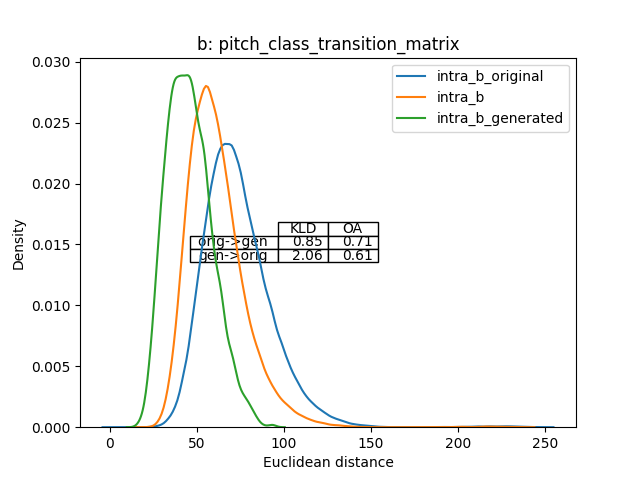 b: pitch_class_transition_matrix
0.030
0.025
0.020
0.015
0.010
0.005
0.000
Density
intra_b_original
intra_b
intra_b_generated
KLD OA
orig->gen 0.85 0.71
gen->orig 2.06 0.61
0 50 100 150 200 250
Euclidean distance